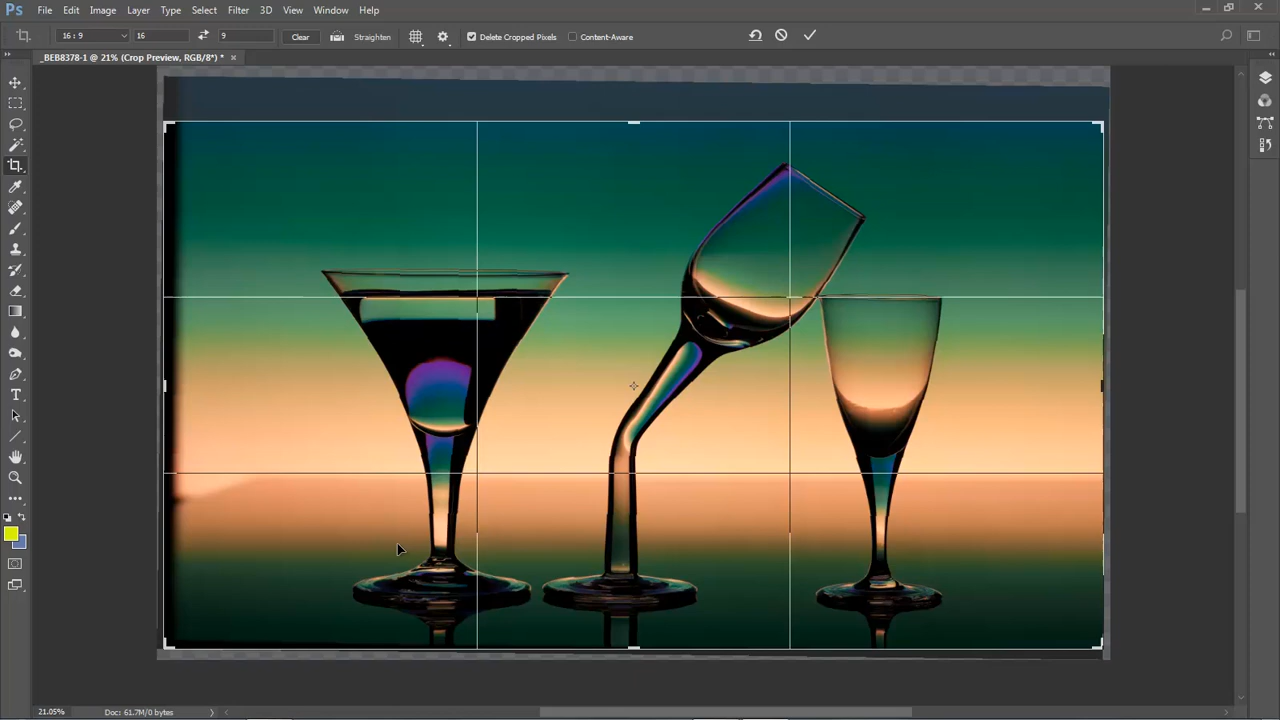 Ps File Edit Image Layer Type Select Filter 3D View Window Help
16 : 9 16 9 Clear Straighten Delete Cropped Pixels Content-Aware
_BEB8378-1 @ 21% (Crop Preview, RGB/8*) *
T
21.05% Doc: 61.7M/0 bytes